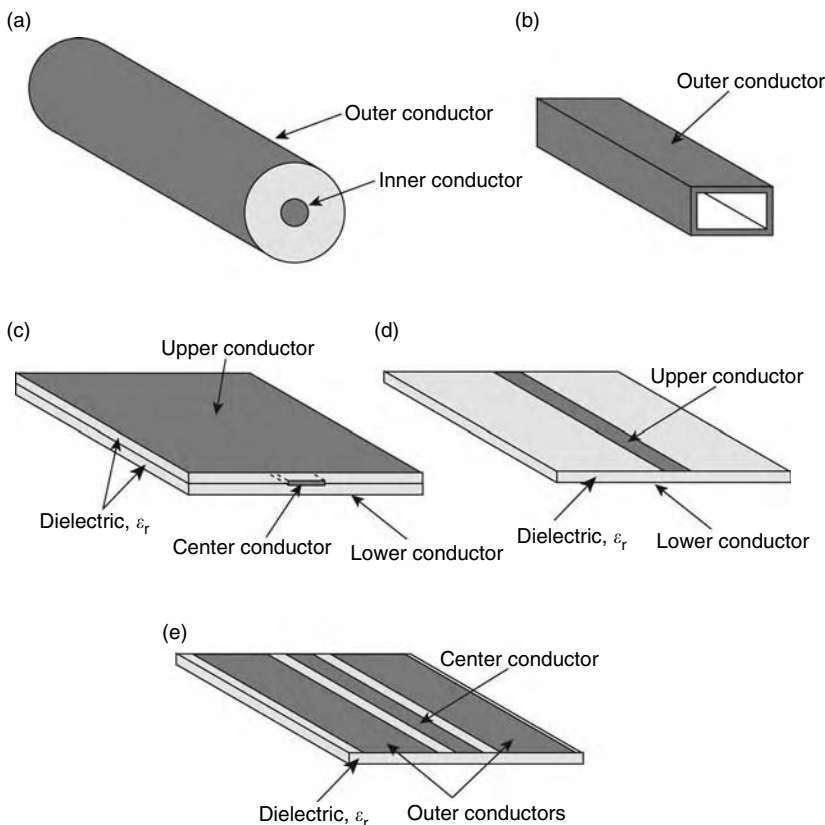 (a)
Outer conductor
Inner conductor
(b)
Outer conductor
(c)
Upper conductor
Dielectric, εr
Center conductor
Lower conductor
(d)
Upper conductor
Dielectric, εr
Lower conductor
(e)
Center conductor
Dielectric, εr
Outer conductors